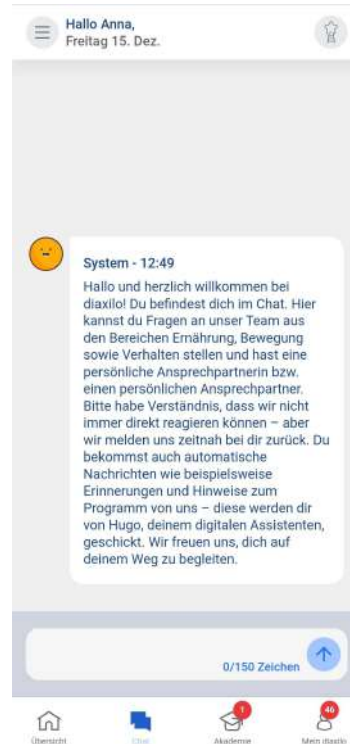 Hallo Anna,
Freitag 15. Dez.
System - 12:49
Hallo und herzlich willkommen bei
diaxilo! Du befindest dich im Chat. Hier
kannst du Fragen an unser Team aus
den Bereichen Ernährung, Bewegung
sowie Verhalten stellen und hast eine
persönliche Ansprechpartnerin bzw.
einen persönlichen Ansprechpartner.
Bitte habe Verständnis, dass wir nicht
immer direkt reagieren können – aber
wir melden uns zeitnah bei dir zurück. Du
bekommst auch automatische
Nachrichten wie beispielsweise
Erinnerungen und Hinweise zum
Programm von uns – diese werden dir
von Hugo, deinem digitalen Assistenten,
geschickt. Wir freuen uns, dich auf
deinem Weg zu begleiten.
0/150 Zeichen
1 46
Übersicht Chat Akademie Mein diaxilo